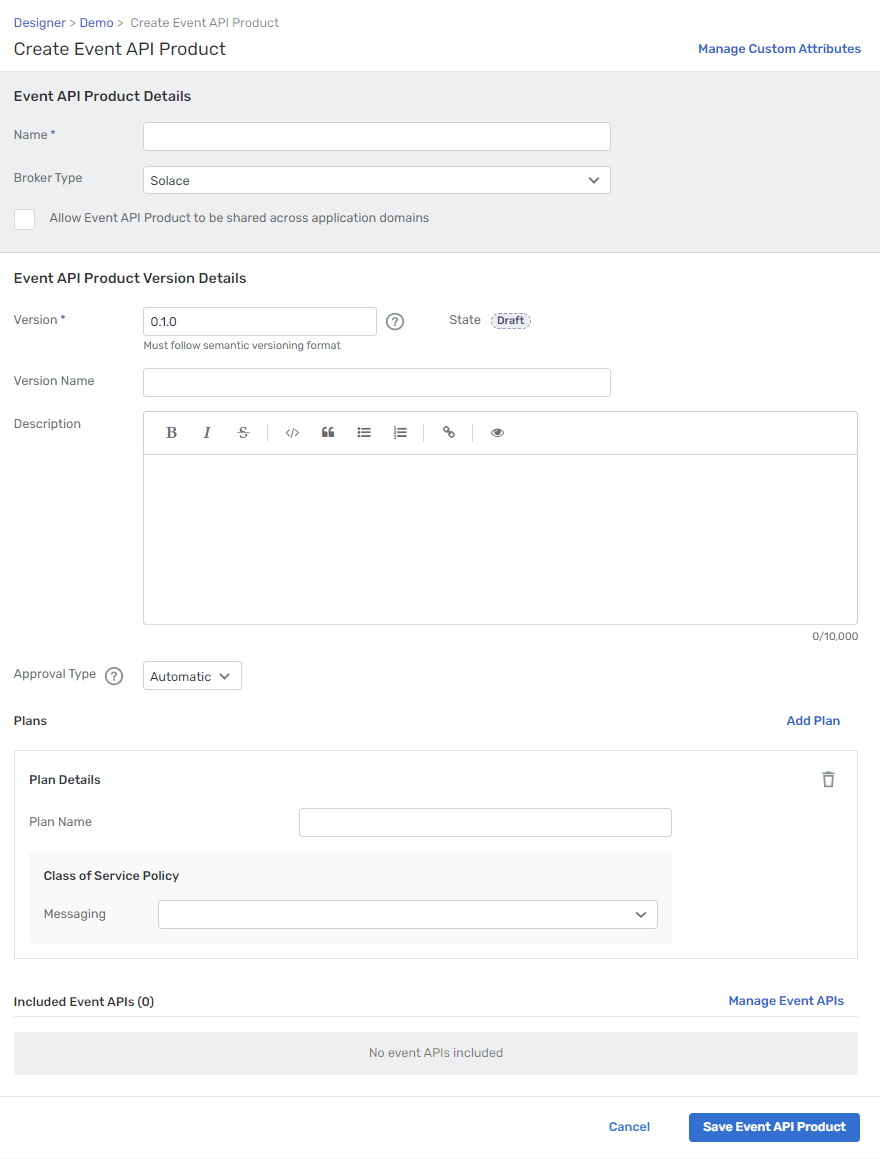 Designer > Demo > Create Event API Product
Create Event API Product
Manage Custom Attributes
Event API Product Details
Name *
Broker Type
Solace
Allow Event API Product to be shared across application domains
Event API Product Version Details
Version *
0.1.0
State
Draft
Must follow semantic versioning format
Version Name
Description
B I S
0/10,000
Approval Type
Automatic
Plans
Add Plan
Plan Details
Plan Name
Class of Service Policy
Messaging
Included Event APIs (0)
Manage Event APIs
No event APIs included
Cancel
Save Event API Product